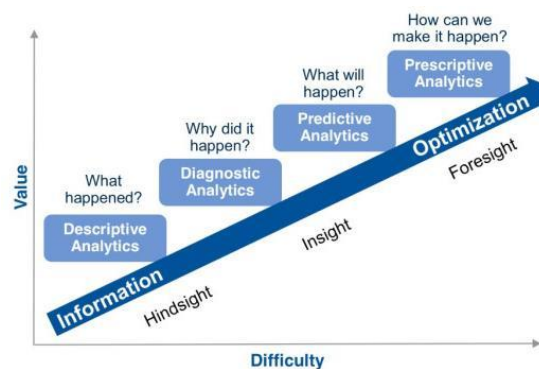 How can we
make it happen?
Prescriptive
Analytics
What will
happen?
Predictive
Analytics
Why did it
happen?
Diagnostic
Analytics
What
happened?
Descriptive
Analytics
Value
Information
Optimization
Hindsight
Insight
Foresight
Difficulty